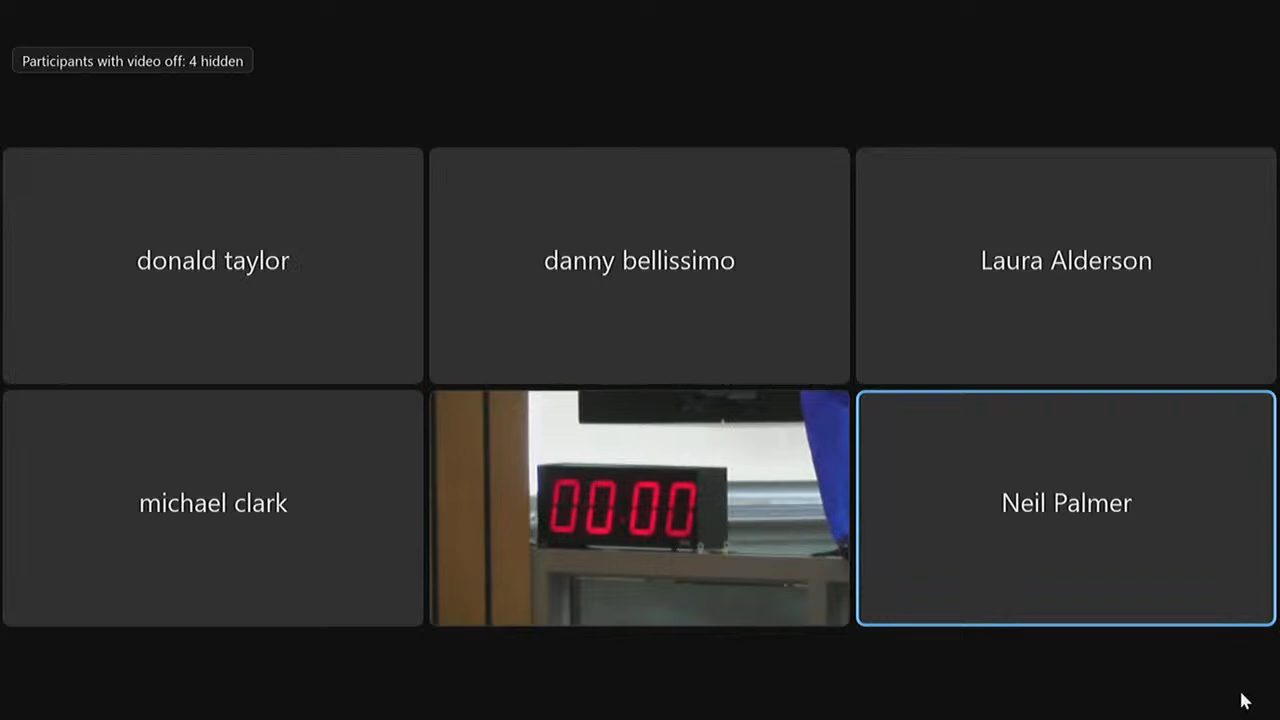 Participants with video off: 4 hidden
donald taylor
danny bellissimo
Laura Alderson
michael clark
00:00
Neil Palmer